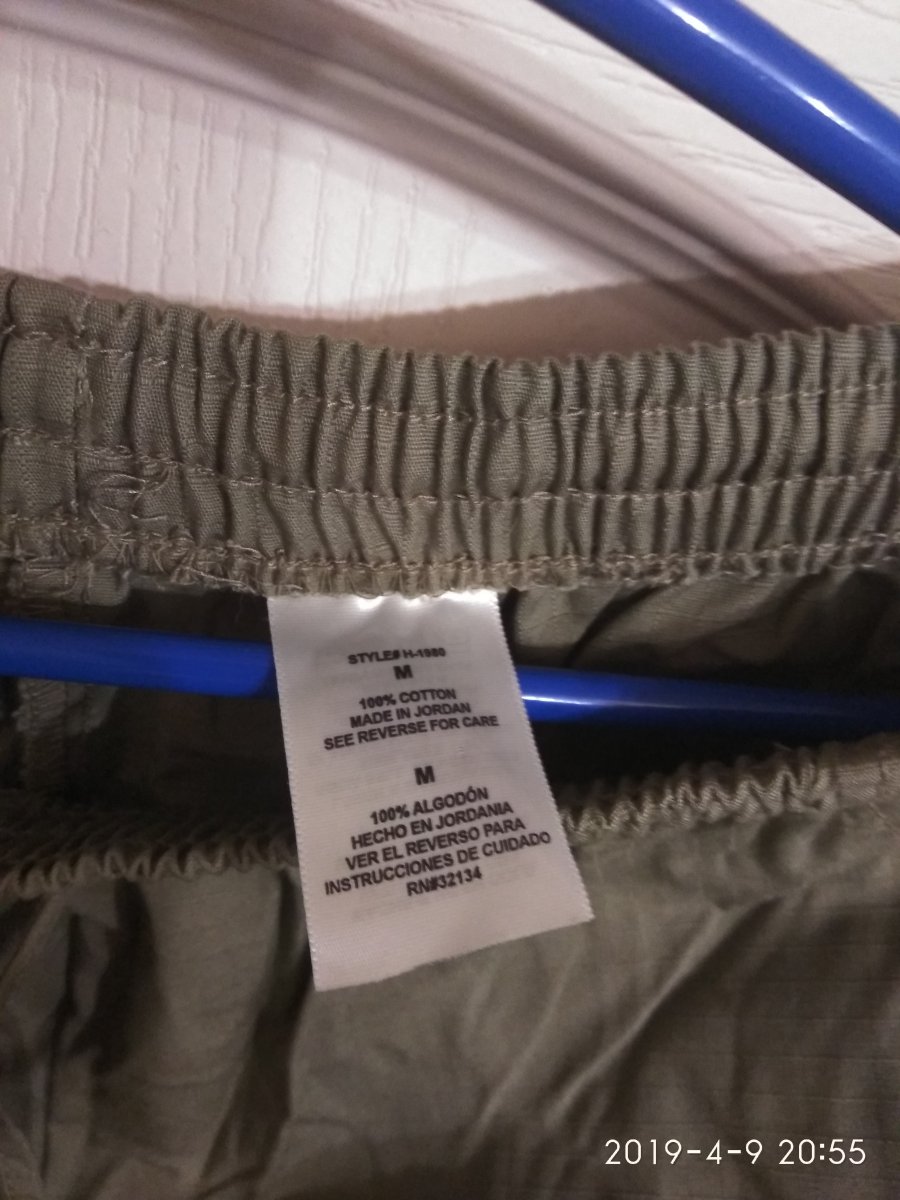 STYLE# H-1980
M
100% COTTON
MADE IN JORDAN
SEE REVERSE FOR CARE
M
100% ALGODÓN
HECHO EN JORDANIA
VER EL REVERSO PARA
INSTRUCCIONES DE CUIDADO
RN#32134
2019-4-9 20:55